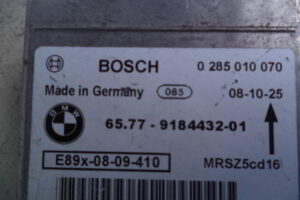 BOSCH 0 285 010 070
Made in Germany 085 08-10-25
BMW 65.77 - 9184432-01
E89x-08-09-410 MRSZ5cd16